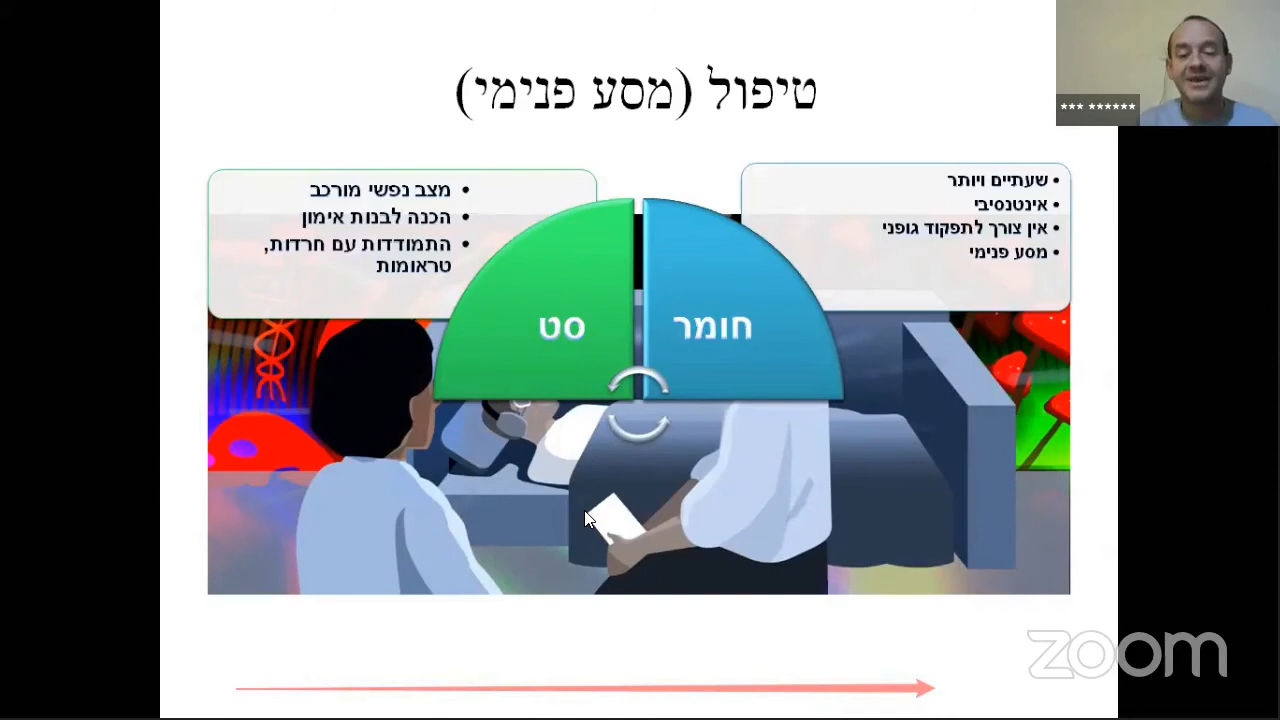 טיפול (מסע פנימי)
*** ******
• שעתיים ויותר
• אינטנסיבי
• אין צורך לתפקוד גופני
• מסע פנימי
• מצב נפשי מורכב
• הכנה לבנות אימון
• התמודדות עם חרדות,
טראומות
חומר
סט
zoom